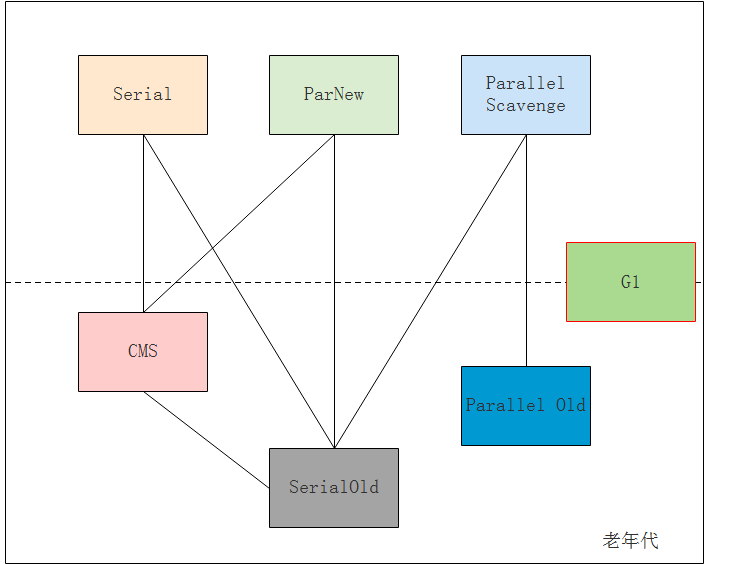 Serial
ParNew
Parallel
Scavenge
G1
CMS
Parallel Old
SerialOld
老年代